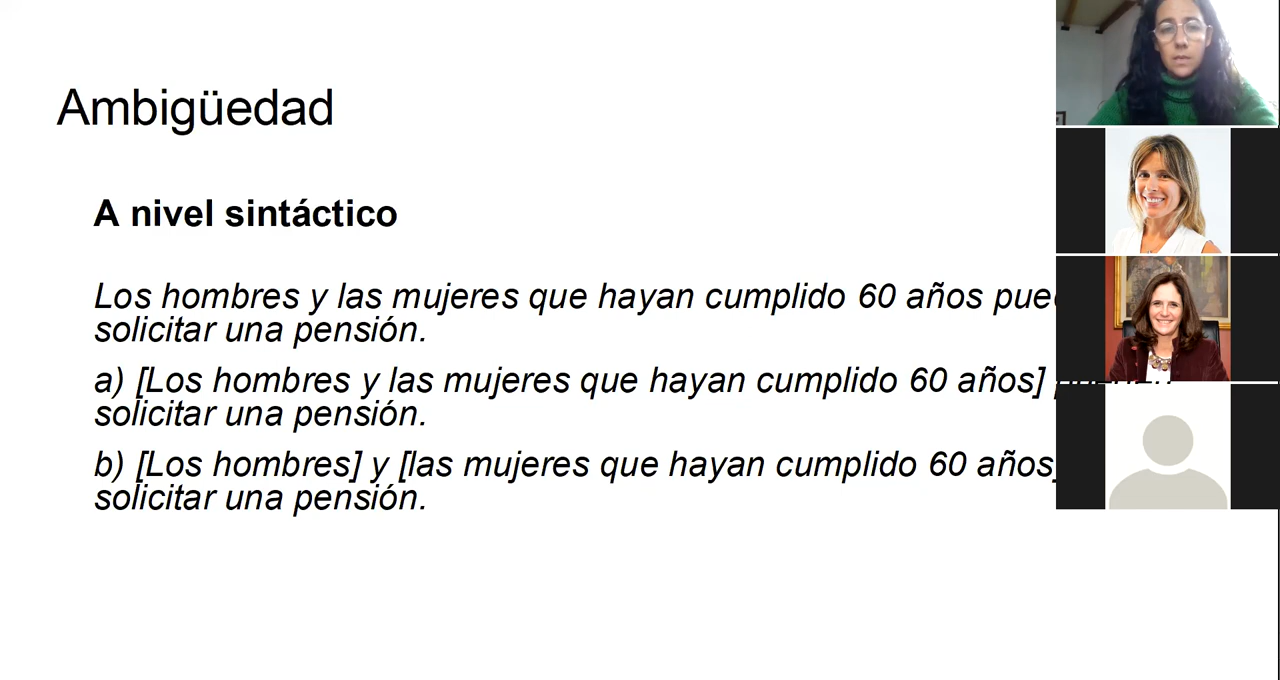 Ambigüedad
A nivel sintáctico
Los hombres y las mujeres que hayan cumplido 60 años
solicitar una pensión.
a) [Los hombres y las mujeres que hayan cumplido 60 años]
solicitar una pensión.
b) [Los hombres] y [las mujeres que hayan cumplido 60 años]
solicitar una pensión.